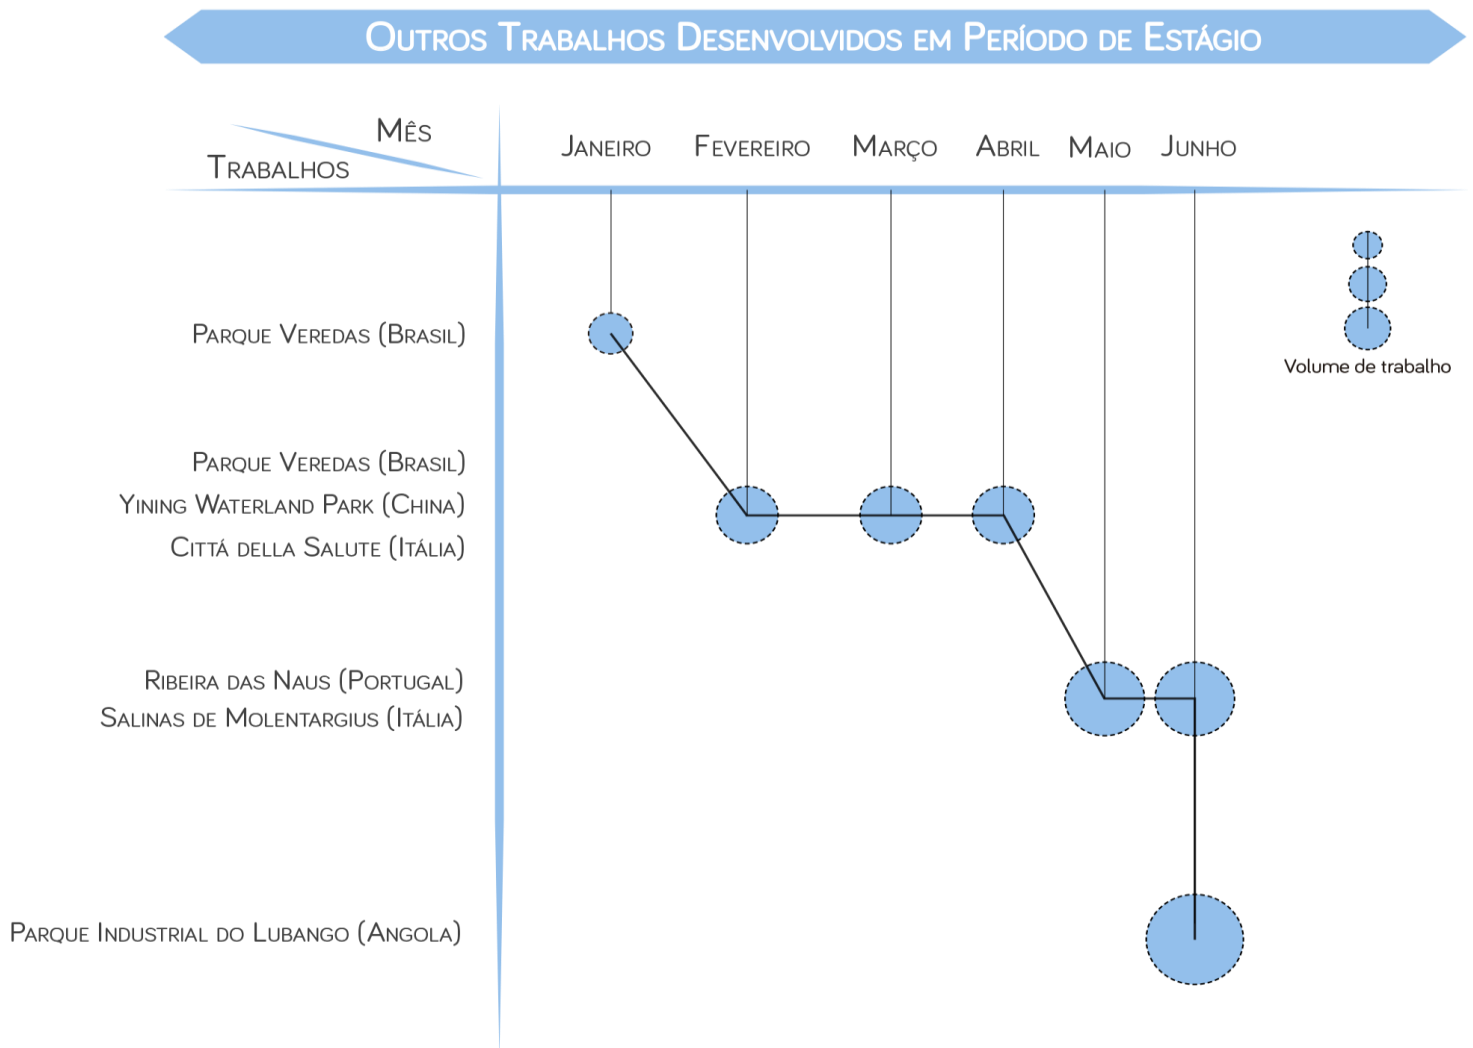 Outros Trabalhos Desenvolvidos em Período de Estágio
Mês
Trabalhos
Janeiro Fevereiro Março Abril Maio Junho
Volume de trabalho
Parque Veredas (Brasil)
Parque Veredas (Brasil)
Yining Waterland Park (China)
Cittá della Salute (Itália)
Ribeira das Naus (Portugal)
Salinas de Molentargius (Itália)
Parque Industrial do Lubango (Angola)